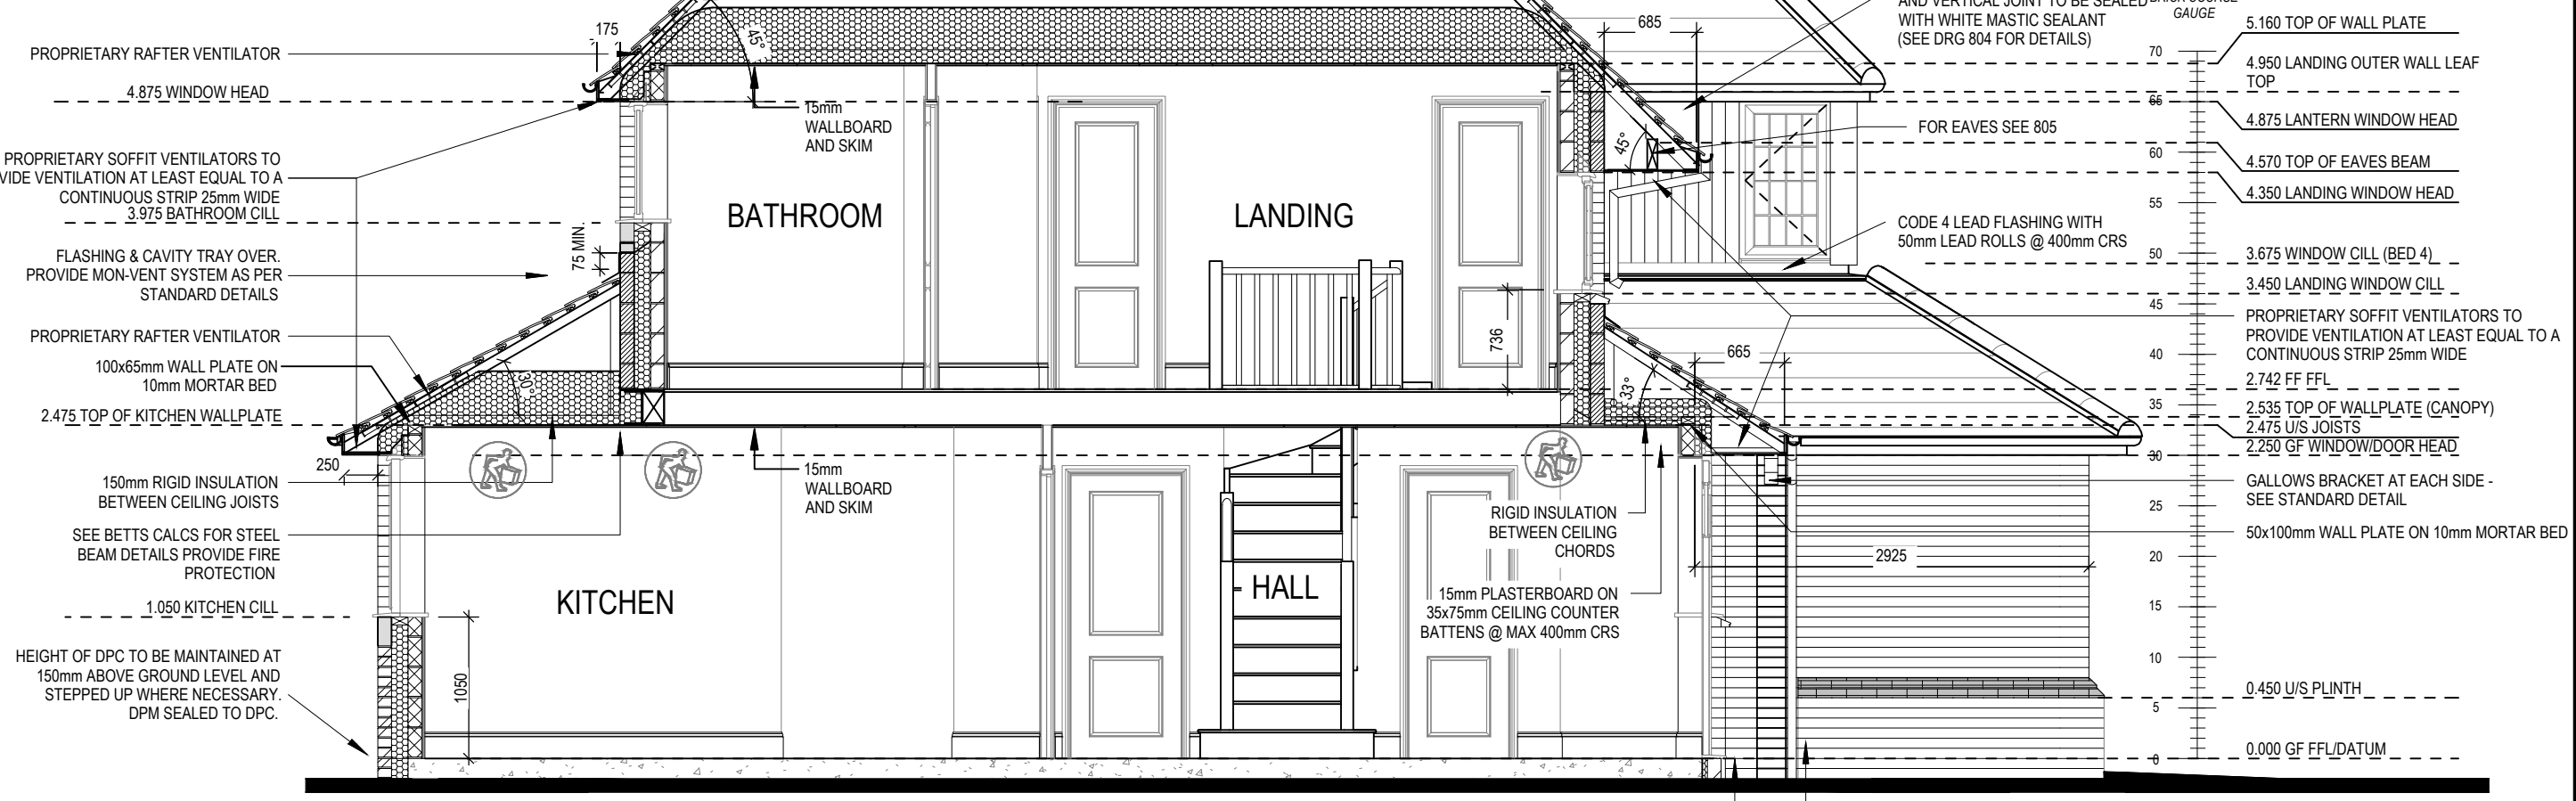 PROPRIETARY RAFTER VENTILATOR
4.875 WINDOW HEAD
PROPRIETARY SOFFIT VENTILATORS TO
VIDE VENTILATION AT LEAST EQUAL TO A
CONTINUOUS STRIP 25mm WIDE
3.975 BATHROOM CILL
FLASHING & CAVITY TRAY OVER.
PROVIDE MON-VENT SYSTEM AS PER
STANDARD DETAILS
PROPRIETARY RAFTER VENTILATOR
100x65mm WALL PLATE ON
10mm MORTAR BED
2.475 TOP OF KITCHEN WALLPLATE
250
150mm RIGID INSULATION
BETWEEN CEILING JOISTS
SEE BETTS CALCS FOR STEEL
BEAM DETAILS PROVIDE FIRE
PROTECTION
1.050 KITCHEN CILL
HEIGHT OF DPC TO BE MAINTAINED AT
150mm ABOVE GROUND LEVEL AND
STEPPED UP WHERE NECESSARY.
DPM SEALED TO DPC.
175
45°
15mm
WALLBOARD
AND SKIM
75 MIN.
30°
BATHROOM
LANDING
736
15mm
WALLBOARD
AND SKIM
KITCHEN
HALL
1050
RIGID INSULATION
BETWEEN CEILING
CHORDS
15mm PLASTERBOARD ON
35x75mm CEILING COUNTER
BATTENS @ MAX 400mm CRS
685
45°
665
33°
2925
AND VERTICAL JOINT TO BE SEALED
WITH WHITE MASTIC SEALANT
(SEE DRG 804 FOR DETAILS)
FOR EAVES SEE 805
CODE 4 LEAD FLASHING WITH
50mm LEAD ROLLS @ 400mm CRS
GAUGE
70
65
60
55
50
45
40
35
30
25
20
15
10
5
0
5.160 TOP OF WALL PLATE
4.950 LANDING OUTER WALL LEAF
TOP
4.875 LANTERN WINDOW HEAD
4.570 TOP OF EAVES BEAM
4.350 LANDING WINDOW HEAD
3.675 WINDOW CILL (BED 4)
3.450 LANDING WINDOW CILL
PROPRIETARY SOFFIT VENTILATORS TO
PROVIDE VENTILATION AT LEAST EQUAL TO A
CONTINUOUS STRIP 25mm WIDE
2.742 FF FFL
2.535 TOP OF WALLPLATE (CANOPY)
2.475 U/S JOISTS
2.250 GF WINDOW/DOOR HEAD
GALLOWS BRACKET AT EACH SIDE -
SEE STANDARD DETAIL
50x100mm WALL PLATE ON 10mm MORTAR BED
0.450 U/S PLINTH
0.000 GF FFL/DATUM